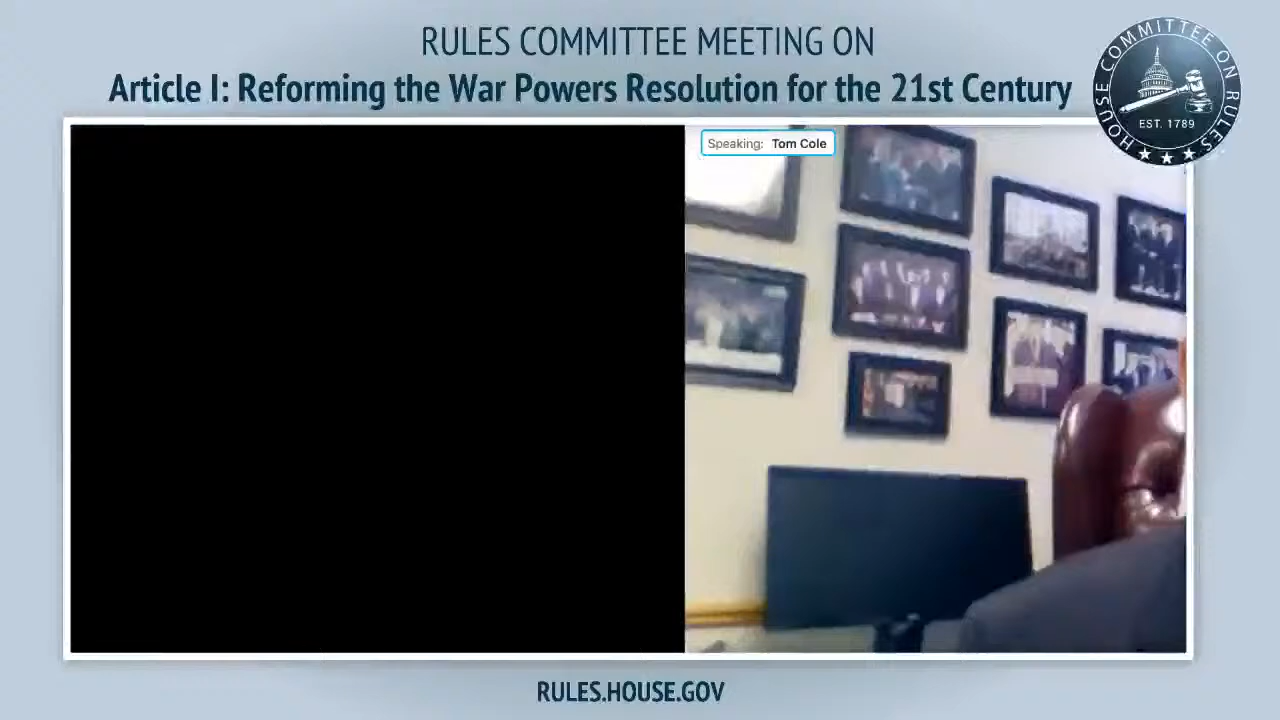 RULES COMMITTEE MEETING ON
Article I: Reforming the War Powers Resolution for the 21st Century
HOUSE COMMITTEE ON RULES
EST. 1789
Speaking: Tom Cole
RULES.HOUSE.GOV